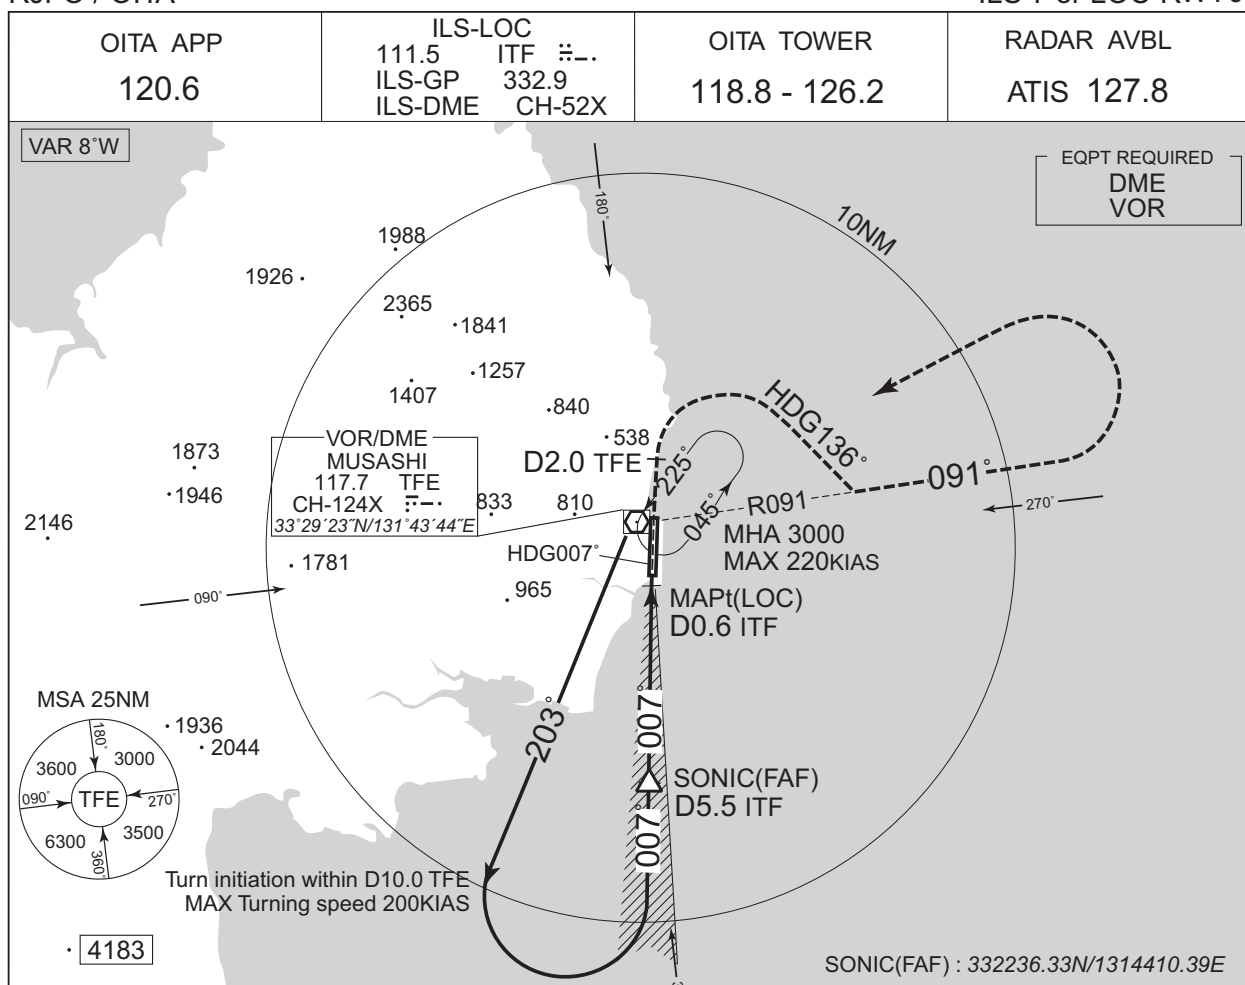 OITA APP
120.6
ILS-LOC
111.5 ITF
ILS-GP 332.9
ILS-DME CH-52X
OITA TOWER
118.8 - 126.2
RADAR AVBL
ATIS 127.8
VAR 8˚W
EQPT REQUIRED
DME
VOR
180˚
10NM
1988
1926
2365
1841
1257
1407
840
538
HDG136˚
1873
1946
2146
VOR/DME
MUSASHI
117.7 TFE
CH-124X
33°29´23˝N/131°43´44˝E
833
810
D2.0 TFE
225˚
045˚
R091
091˚
270˚
MHA 3000
MAX 220KIAS
HDG007˚
1781
090˚
965
MAPt(LOC)
D0.6 ITF
MSA 25NM
180˚
3600
3000
090˚
TFE
270˚
6300
3500
360˚
1936
2044
203˚
007˚
SONIC(FAF)
D5.5 ITF
007˚
Turn initiation within D10.0 TFE
MAX Turning speed 200KIAS
4183
SONIC(FAF) : 332236.33N/1314410.39E